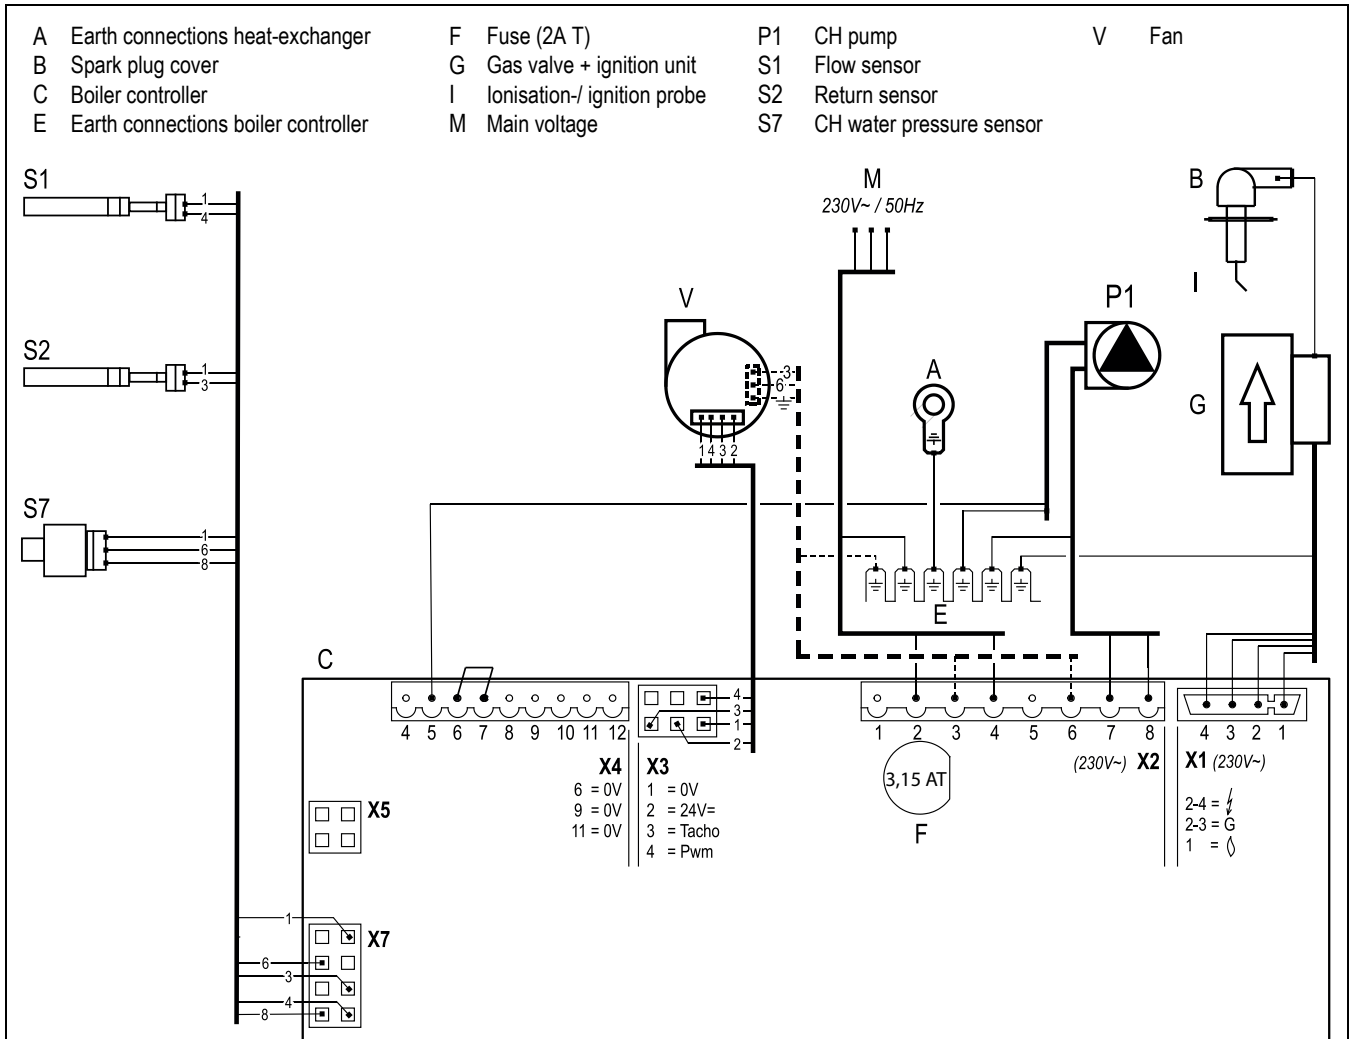 A Earth connections heat-exchanger
B Spark plug cover
C Boiler controller
E Earth connections boiler controller
F Fuse (2A T)
G Gas valve + ignition unit
I Ionisation-/ ignition probe
M Main voltage
P1 CH pump
S1 Flow sensor
S2 Return sensor
S7 CH water pressure sensor
V Fan
S1
1
4
S2
1
3
S7
1
6
8
V
3
6
1 4 3 2
M
230V~ / 50Hz
A
P1
B
I
G
E
C
4 5 6 7 8 9 10 11 12
X4
6 = 0V
9 = 0V
11 = 0V
4
3
1
2
X3
1 = 0V
2 = 24V=
3 = Tacho
4 = Pwm
1 2 3 4 5 6 7 8
(230V~) X2
3,15 AT
F
4 3 2 1
X1 (230V~)
2-4 =
2-3 = G
1 =
X5
X7
1
6
3
4
8